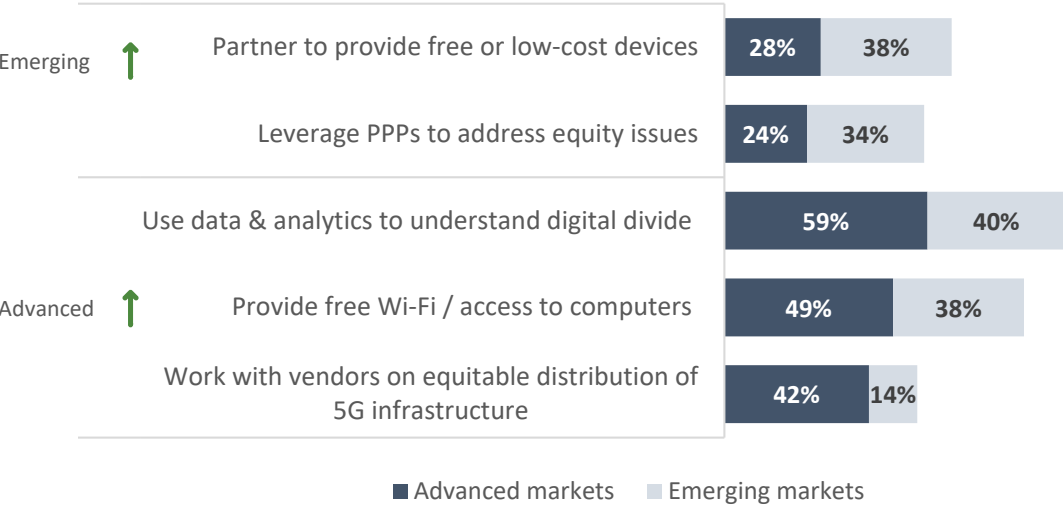 Emerging
Partner to provide free or low-cost devices
28% 38%
Leverage PPPs to address equity issues
24% 34%
Use data & analytics to understand digital divide
59% 40%
Advanced
Provide free Wi-Fi / access to computers
49% 38%
Work with vendors on equitable distribution of
5G infrastructure
42% 14%
Advanced markets
Emerging markets